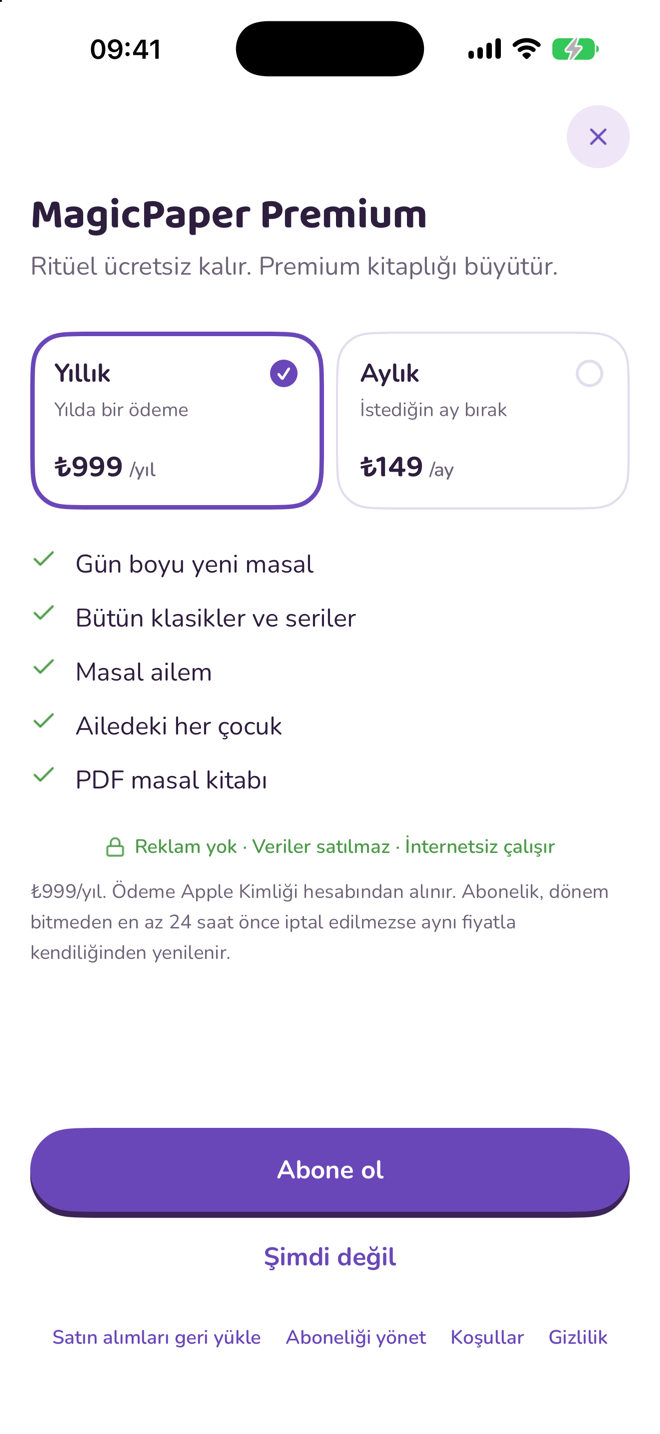 09:41
MagicPaper Premium
Ritüel ücretsiz kalır. Premium kitaplığı büyütür.
Yıllık
Yılda bir ödeme
₺999 /yıl
Aylık
İstediğin ay bırak
₺149 /ay
Gün boyu yeni masal
Bütün klasikler ve seriler
Masal ailem
Ailedeki her çocuk
PDF masal kitabı
Reklam yok · Veriler satılmaz · İnternetsiz çalışır
₺999/yıl. Ödeme Apple Kimliği hesabından alınır. Abonelik, dönem
bitmeden en az 24 saat önce iptal edilmezse aynı fiyatla
kendiliğinden yenilenir.
Abone ol
Şimdi değil
Satın alımları geri yükle Aboneliği yönet Koşullar Gizlilik